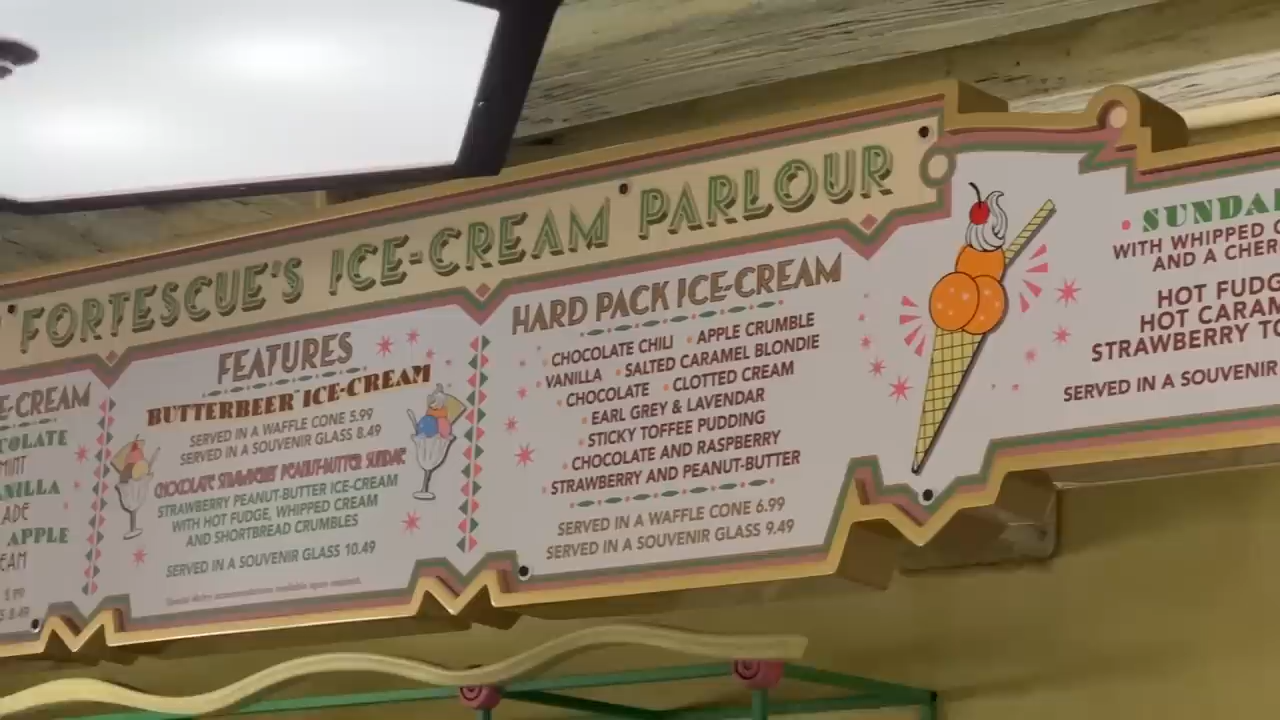 FORTESCUE'S ICE-CREAM PARLOUR
E-CREAM
COLATE
MINT
ANILLA
ADE
APPLE
EAM
5.99
S 8.49
FEATURES
BUTTERBEER ICE-CREAM
SERVED IN A WAFFLE CONE 5.99
SERVED IN A SOUVENIR GLASS 8.49
CHOCOLATE STRAWBERRY PEANUT-BUTTER SUNDAE
STRAWBERRY PEANUT-BUTTER ICE-CREAM
WITH HOT FUDGE, WHIPPED CREAM
AND SHORTBREAD CRUMBLES
SERVED IN A SOUVENIR GLASS 10.49
HARD PACK ICE-CREAM
• CHOCOLATE CHILI • APPLE CRUMBLE
• VANILLA • SALTED CARAMEL BLONDIE
• CHOCOLATE • CLOTTED CREAM
• EARL GREY & LAVENDAR
• STICKY TOFFEE PUDDING
• CHOCOLATE AND RASPBERRY
• STRAWBERRY AND PEANUT-BUTTER
SERVED IN A WAFFLE CONE 6.99
SERVED IN A SOUVENIR GLASS 9.49
• SUNDA
WITH WHIPPED C
AND A CHER
HOT FUDG
HOT CARAM
STRAWBERRY TO
SERVED IN A SOUVENIR